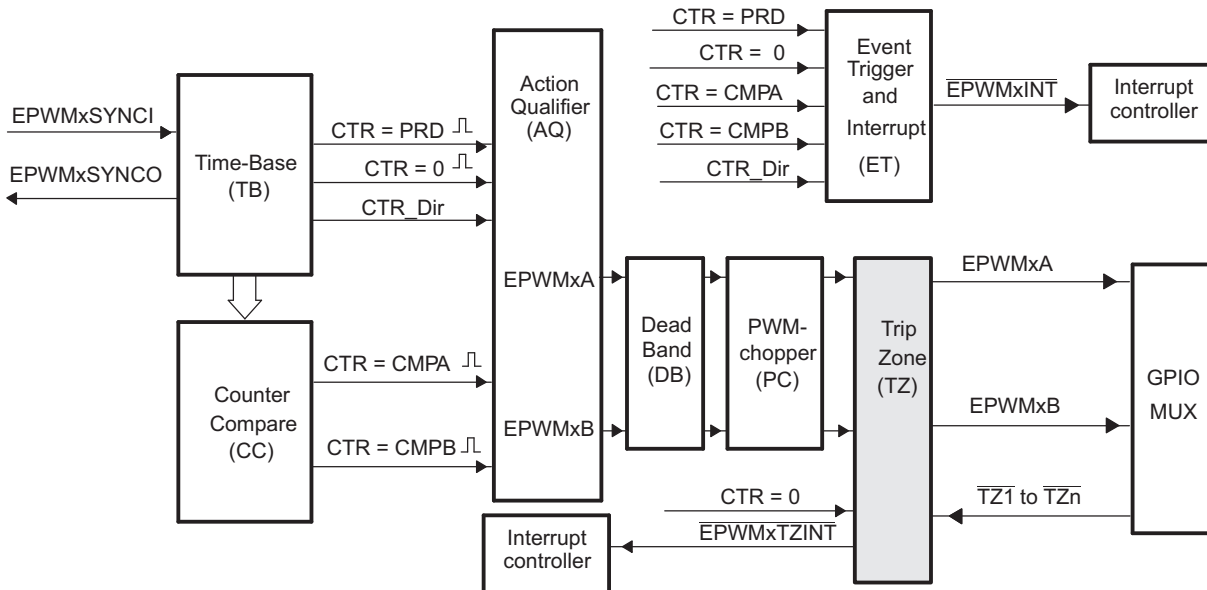 EPWMxSYNCI
EPWMxSYNCO
Time-Base
(TB)
CTR = PRD
CTR = 0
CTR_Dir
Counter
Compare
(CC)
CTR = CMPA
CTR = CMPB
Action
Qualifier
(AQ)
EPWMxA
EPWMxB
CTR = PRD
CTR = 0
CTR = CMPA
CTR = CMPB
CTR_Dir
Event
Trigger
and
Interrupt
(ET)
EPWMxINT
Interrupt
controller
Dead
Band
(DB)
PWM-
chopper
(PC)
Trip
Zone
(TZ)
EPWMxA
EPWMxB
TZ1 to TZn
GPIO
MUX
CTR = 0
EPWMxTZINT
Interrupt
controller